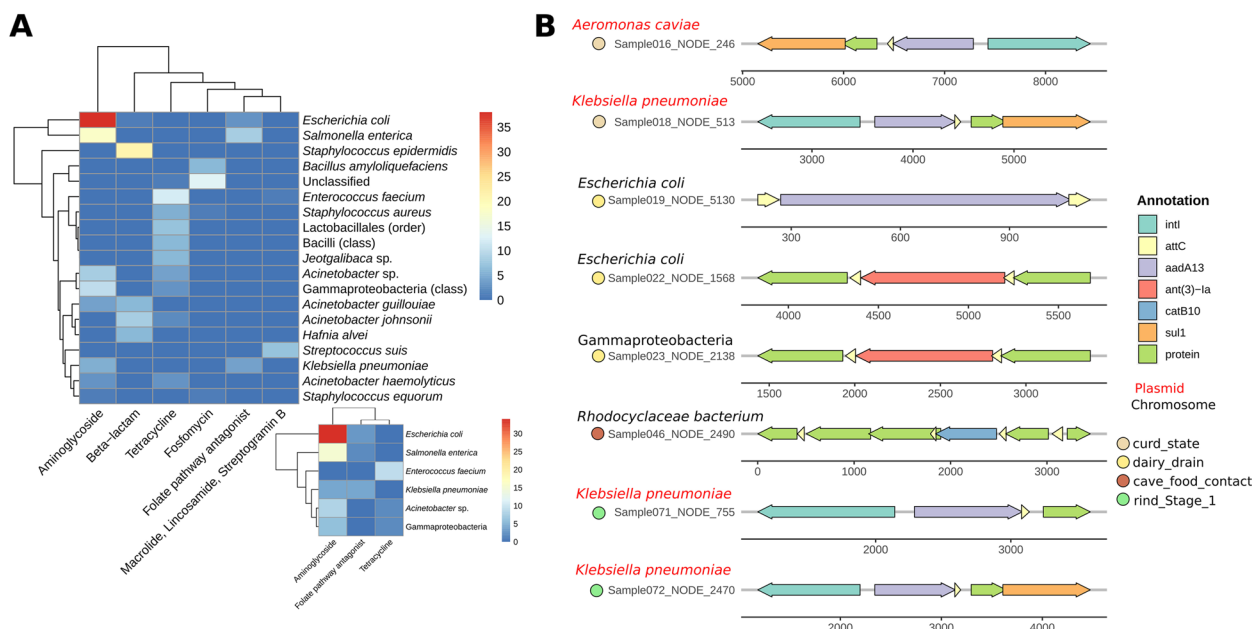 A
Escherichia coli
Salmonella enterica
Staphylococcus epidermidis
Bacillus amyloliquefaciens
Unclassified
Enterococcus faecium
Staphylococcus aureus
Lactobacillales (order)
Bacilli (class)
Jeotgalibaca sp.
Acinetobacter sp.
Gammaproteobacteria (class)
Acinetobacter guillouiae
Acinetobacter johnsonii
Hafnia alvei
Streptococcus suis
Klebsiella pneumoniae
Acinetobacter haemolyticus
Staphylococcus equorum
35
30
25
20
15
10
5
0
Aminoglycoside
Beta-lactam
Tetracycline
Fosfomycin
Folate pathway antagonist
Macrolide, Lincosamide, Streptogramin B
Escherichia coli
Salmonella enterica
Enterococcus faecium
Klebsiella pneumoniae
Acinetobacter sp.
Gammaproteobacteria
35
30
25
20
15
10
5
0
Aminoglycoside
Folate pathway antagonist
Tetracycline
B
Aeromonas caviae
Sample016_NODE_246
5000 6000 7000 8000
Klebsiella pneumoniae
Sample018_NODE_513
3000 4000 5000
Escherichia coli
Sample019_NODE_5130
300 600 900
Escherichia coli
Sample022_NODE_1568
4000 4500 5000 5500
Gammaproteobacteria
Sample023_NODE_2138
1500 2000 2500 3000
Rhodocyclaceae bacterium
Sample046_NODE_2490
0 1000 2000 3000
Klebsiella pneumoniae
Sample071_NODE_755
2000 3000
Klebsiella pneumoniae
Sample072_NODE_2470
2000 3000 4000
Annotation
intI
attC
aadA13
ant(3)−Ia
catB10
sul1
protein
Plasmid
Chromosome
curd_state
dairy_drain
cave_food_contact
rind_Stage_1